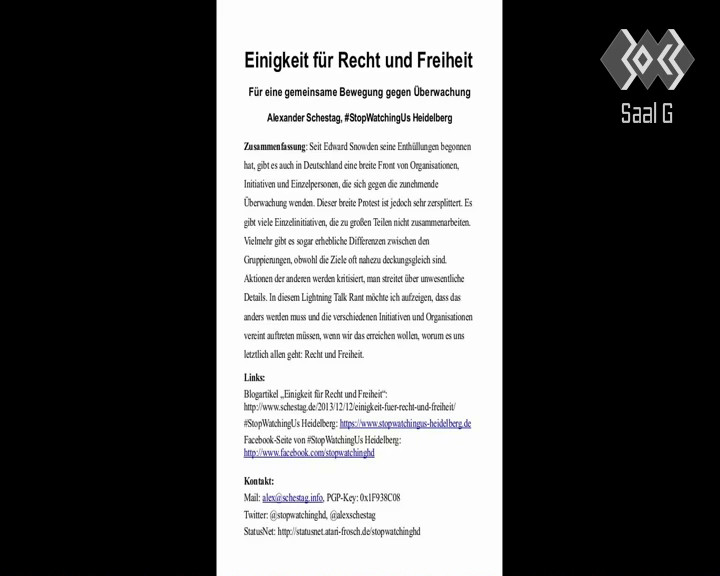 Einigkeit für Recht und Freiheit
Für eine gemeinsame Bewegung gegen Überwachung
Alexander Schestag, #StopWatchingUs Heidelberg
Zusammenfassung: Seit Edward Snowden seine Enthüllungen begonnen
hat, gibt es auch in Deutschland eine breite Front von Organisationen,
Initiativen und Einzelpersonen, die sich gegen die zunehmende
Überwachung wenden. Dieser breite Protest ist jedoch sehr zersplittert. Es
gibt viele Einzelinitiativen, die zu großen Teilen nicht zusammenarbeiten.
Vielmehr gibt es sogar erhebliche Differenzen zwischen den
Gruppierungen, obwohl die Ziele oft nahezu deckungsgleich sind.
Aktionen der anderen werden kritisiert, man streitet über unwesentliche
Details. In diesem Lightning Talk Rant möchte ich aufzeigen, dass das
anders werden muss und die verschiedenen Initiativen und Organisationen
vereint auftreten müssen, wenn wir das erreichen wollen, worum es uns
letztlich allen geht: Recht und Freiheit.
Links:
Blogartikel „Einigkeit für Recht und Freiheit“:
http://www.schestag.de/2013/12/12/einigkeit-fuer-recht-und-freiheit/
#StopWatchingUs Heidelberg: https://www.stopwatchingus-heidelberg.de
Facebook-Seite von #StopWatchingUs Heidelberg:
http://www.facebook.com/stopwatchinghd
Kontakt:
Mail: alex@schestag.info, PGP-Key: 0x1F938C08
Twitter: @stopwatchinghd, @alexschestag
StatusNet: http://statusnet.atari-frosch.de/stopwatchinghd
Saal G